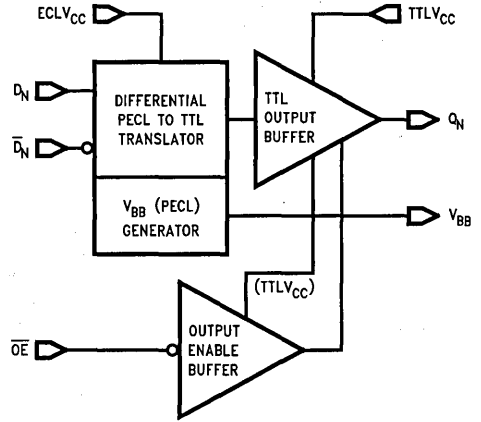 ECLVCC
TTLVCC
DN
D̅N
DIFFERENTIAL
PECL TO TTL
TRANSLATOR
TTL
OUTPUT
BUFFER
QN
VBB (PECL)
GENERATOR
VBB
(TTLVCC)
O̅E̅
OUTPUT
ENABLE
BUFFER